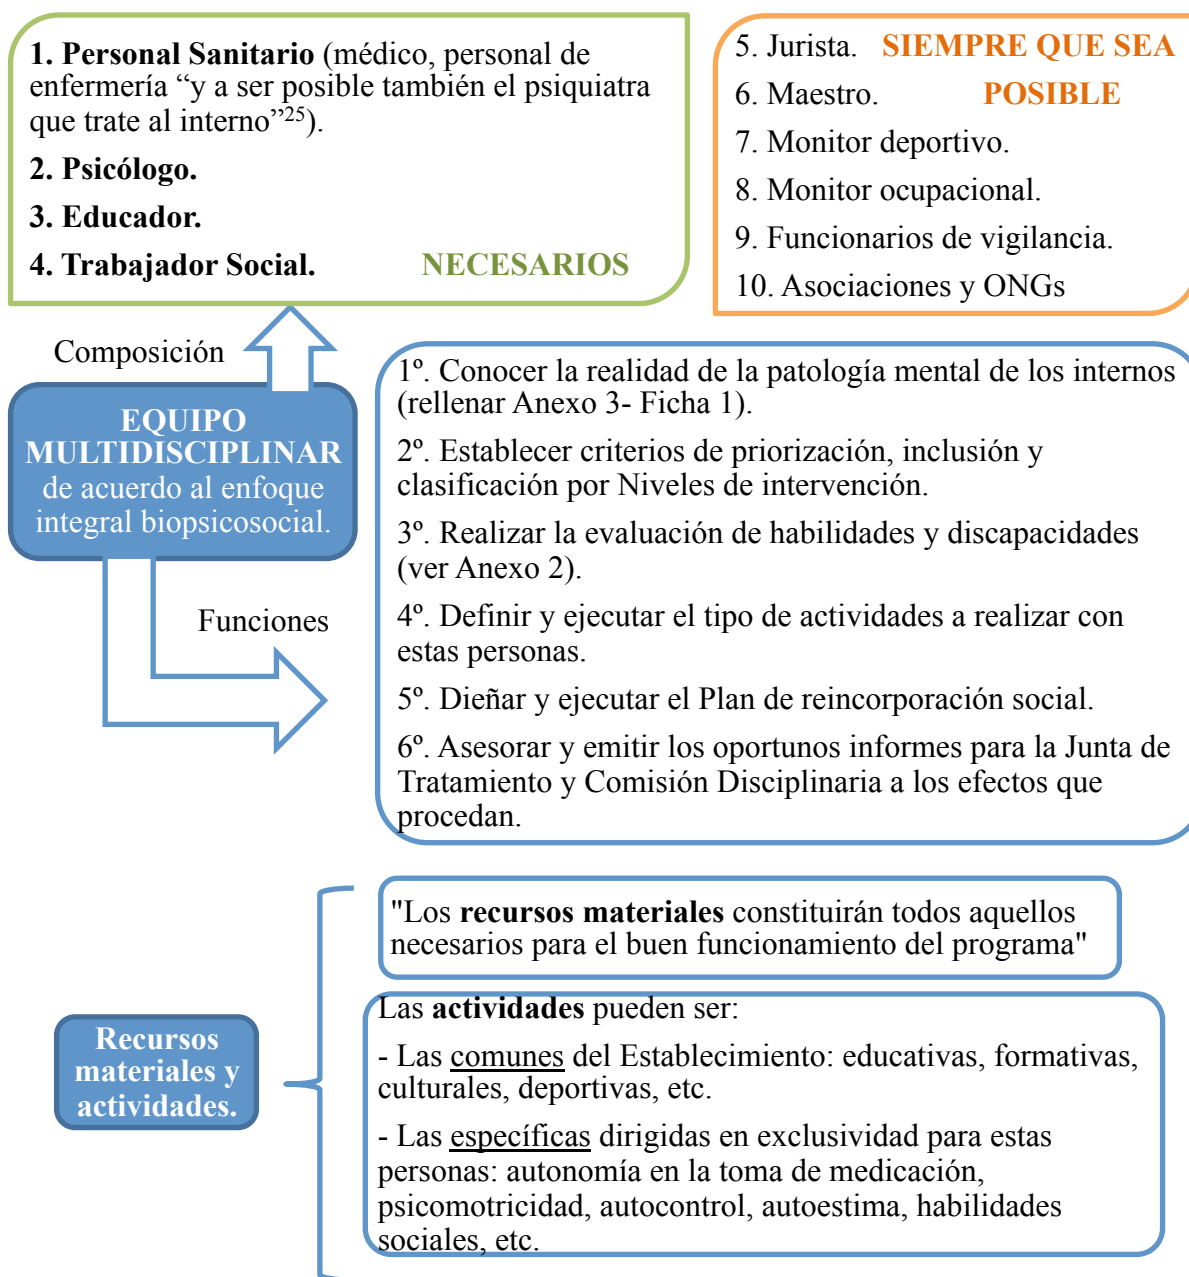 1. Personal Sanitario (médico, personal de
enfermería “y a ser posible también el psiquiatra
que trate al interno”25).
2. Psicólogo.
3. Educador.
4. Trabajador Social. NECESARIOS
5. Jurista. SIEMPRE QUE SEA
6. Maestro. POSIBLE
7. Monitor deportivo.
8. Monitor ocupacional.
9. Funcionarios de vigilancia.
10. Asociaciones y ONGs
Composición
EQUIPO
MULTIDISCIPLINAR
de acuerdo al enfoque
integral biopsicosocial.
Funciones
1º. Conocer la realidad de la patología mental de los internos
(rellenar Anexo 3- Ficha 1).
2º. Establecer criterios de priorización, inclusión y
clasificación por Niveles de intervención.
3º. Realizar la evaluación de habilidades y discapacidades
(ver Anexo 2).
4º. Definir y ejecutar el tipo de actividades a realizar con
estas personas.
5º. Dieñar y ejecutar el Plan de reincorporación social.
6º. Asesorar y emitir los oportunos informes para la Junta de
Tratamiento y Comisión Disciplinaria a los efectos que
procedan.
Recursos
materiales y
actividades.
"Los recursos materiales constituirán todos aquellos
necesarios para el buen funcionamiento del programa"
Las actividades pueden ser:
- Las comunes del Establecimiento: educativas, formativas,
culturales, deportivas, etc.
- Las específicas dirigidas en exclusividad para estas
personas: autonomía en la toma de medicación,
psicomotricidad, autocontrol, autoestima, habilidades
sociales, etc.